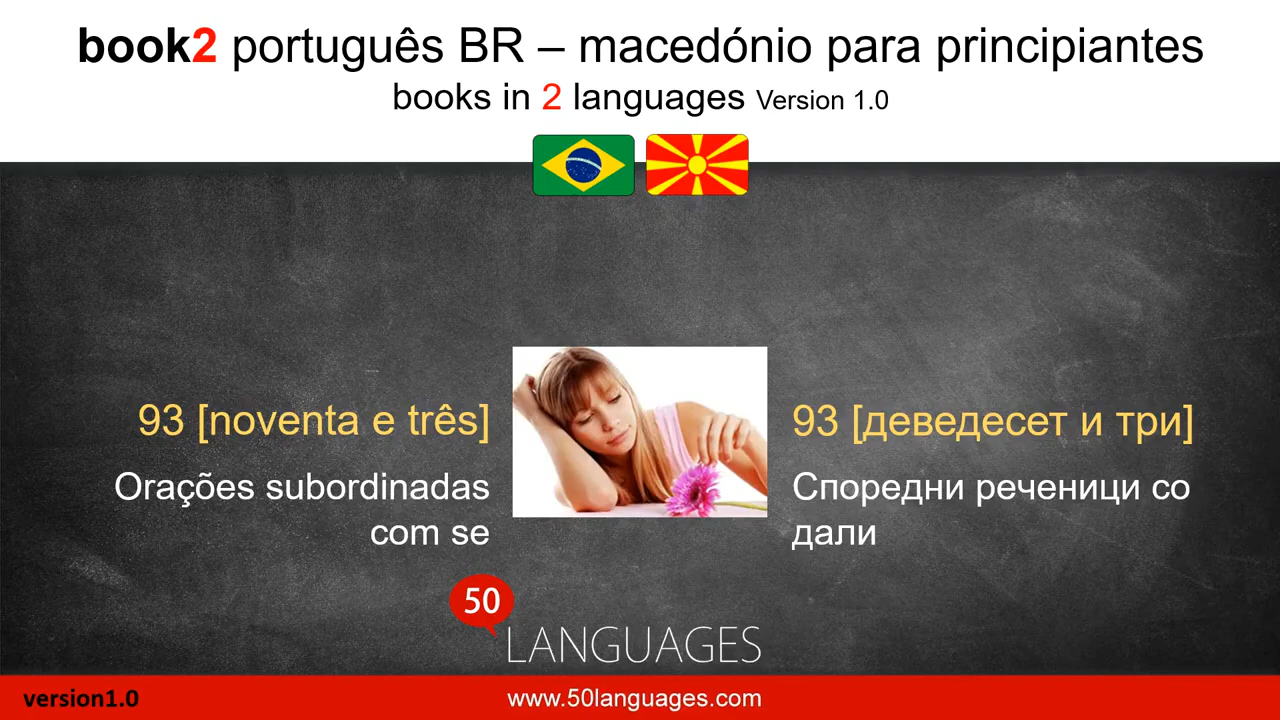 book2 português BR – macedónio para principiantes
books in 2 languages Version 1.0
93 [noventa e três]
Orações subordinadas
com se
93 [деведесет и три]
Споредни реченици со
дали
50
LANGUAGES
version1.0
www.50languages.com